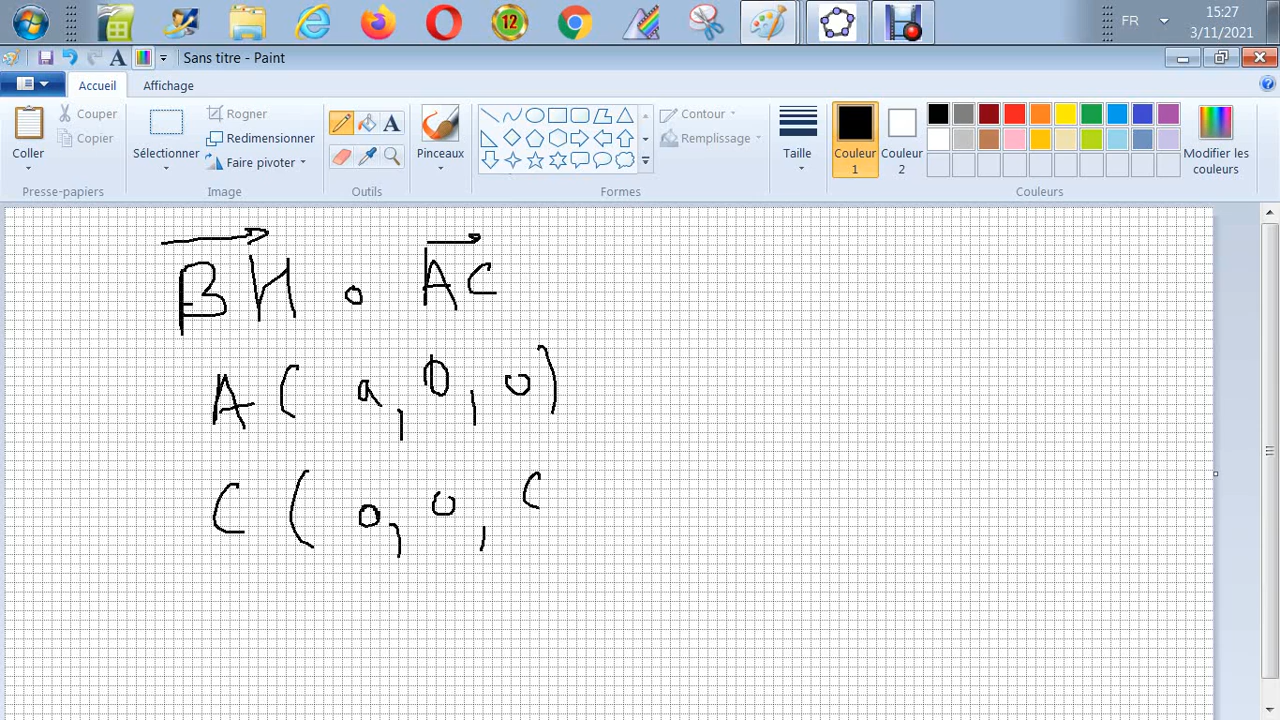 12
FR
15:27
3/11/2021
Sans titre - Paint
Accueil
Affichage
Coller
Couper
Copier
Presse-papiers
Sélectionner
Rogner
Redimensionner
Faire pivoter
Image
A
Outils
Pinceaux
Contour
Remplissage
Formes
Taille
Couleur 1
Couleur 2
Modifier les couleurs
Couleurs
BH . AC
A ( a, 0, 0)
C ( 0, 0, C